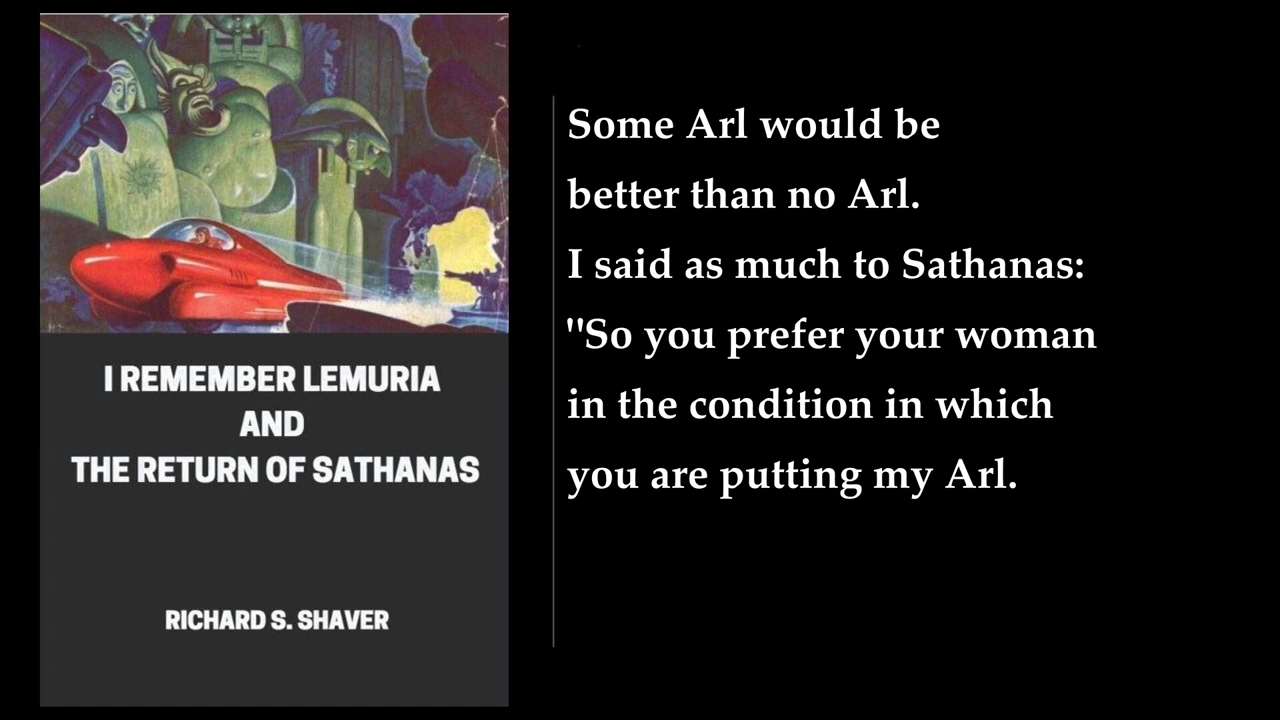 I REMEMBER LEMURIA
AND
THE RETURN OF SATHANAS
RICHARD S. SHAVER
Some Arl would be
better than no Arl.
I said as much to Sathanas:
"So you prefer your woman
in the condition in which
you are putting my Arl.